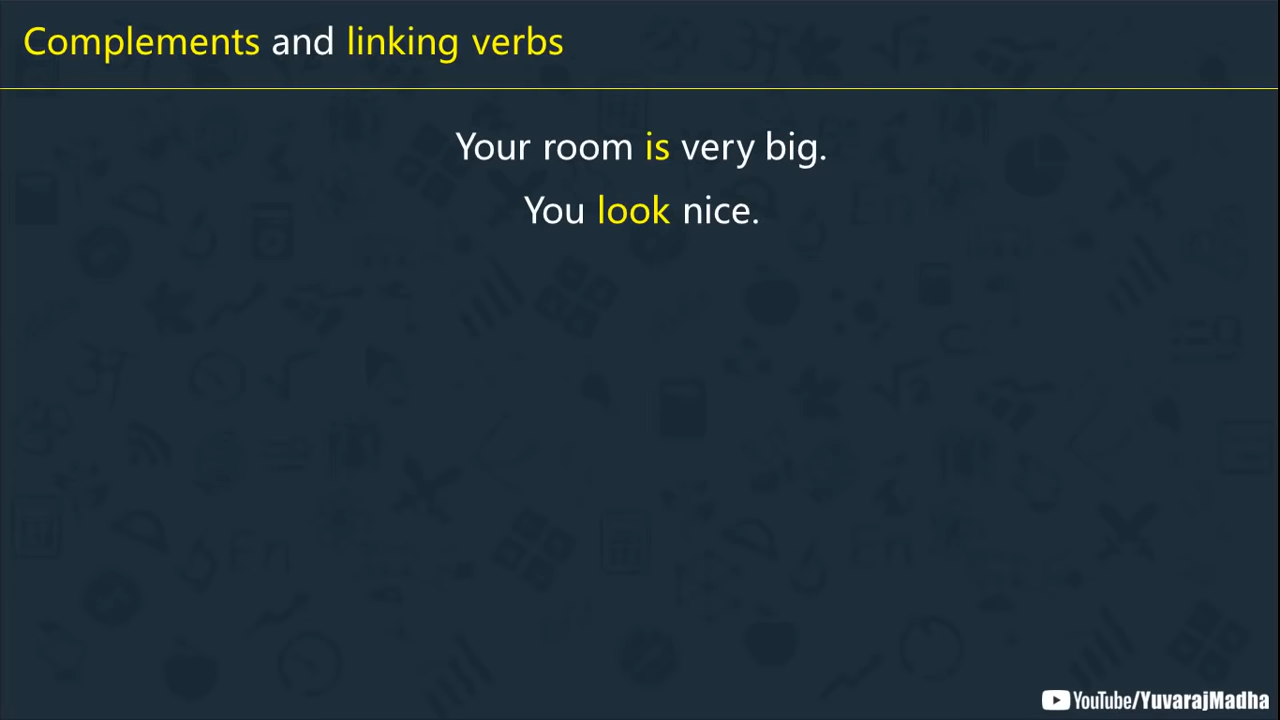 Complements and linking verbs
Your room is very big.
You look nice.
YouTube/YuvarajMadha